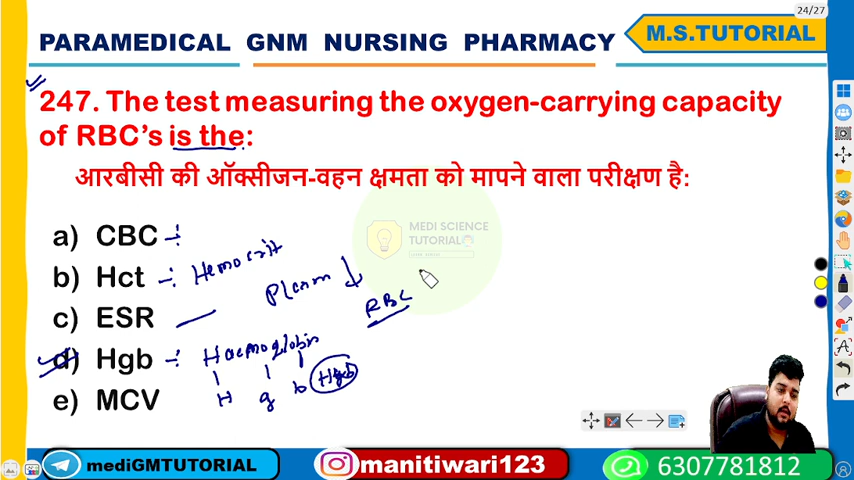 24/27
PARAMEDICAL GNM NURSING PHARMACY
M.S.TUTORIAL
247. The test measuring the oxygen-carrying capacity
of RBC's is the:
आरबीसी की ऑक्सीजन-वहन क्षमता को मापने वाला परीक्षण है:
MEDI SCIENCE
TUTORIAL
a) CBC
b) Hct Hemocrit
Plasm
RBC
c) ESR
d) Hgb Haemoglobin
H g b Hgb
e) MCV
mediGMTUTORIAL
manitiwari123
6307781812